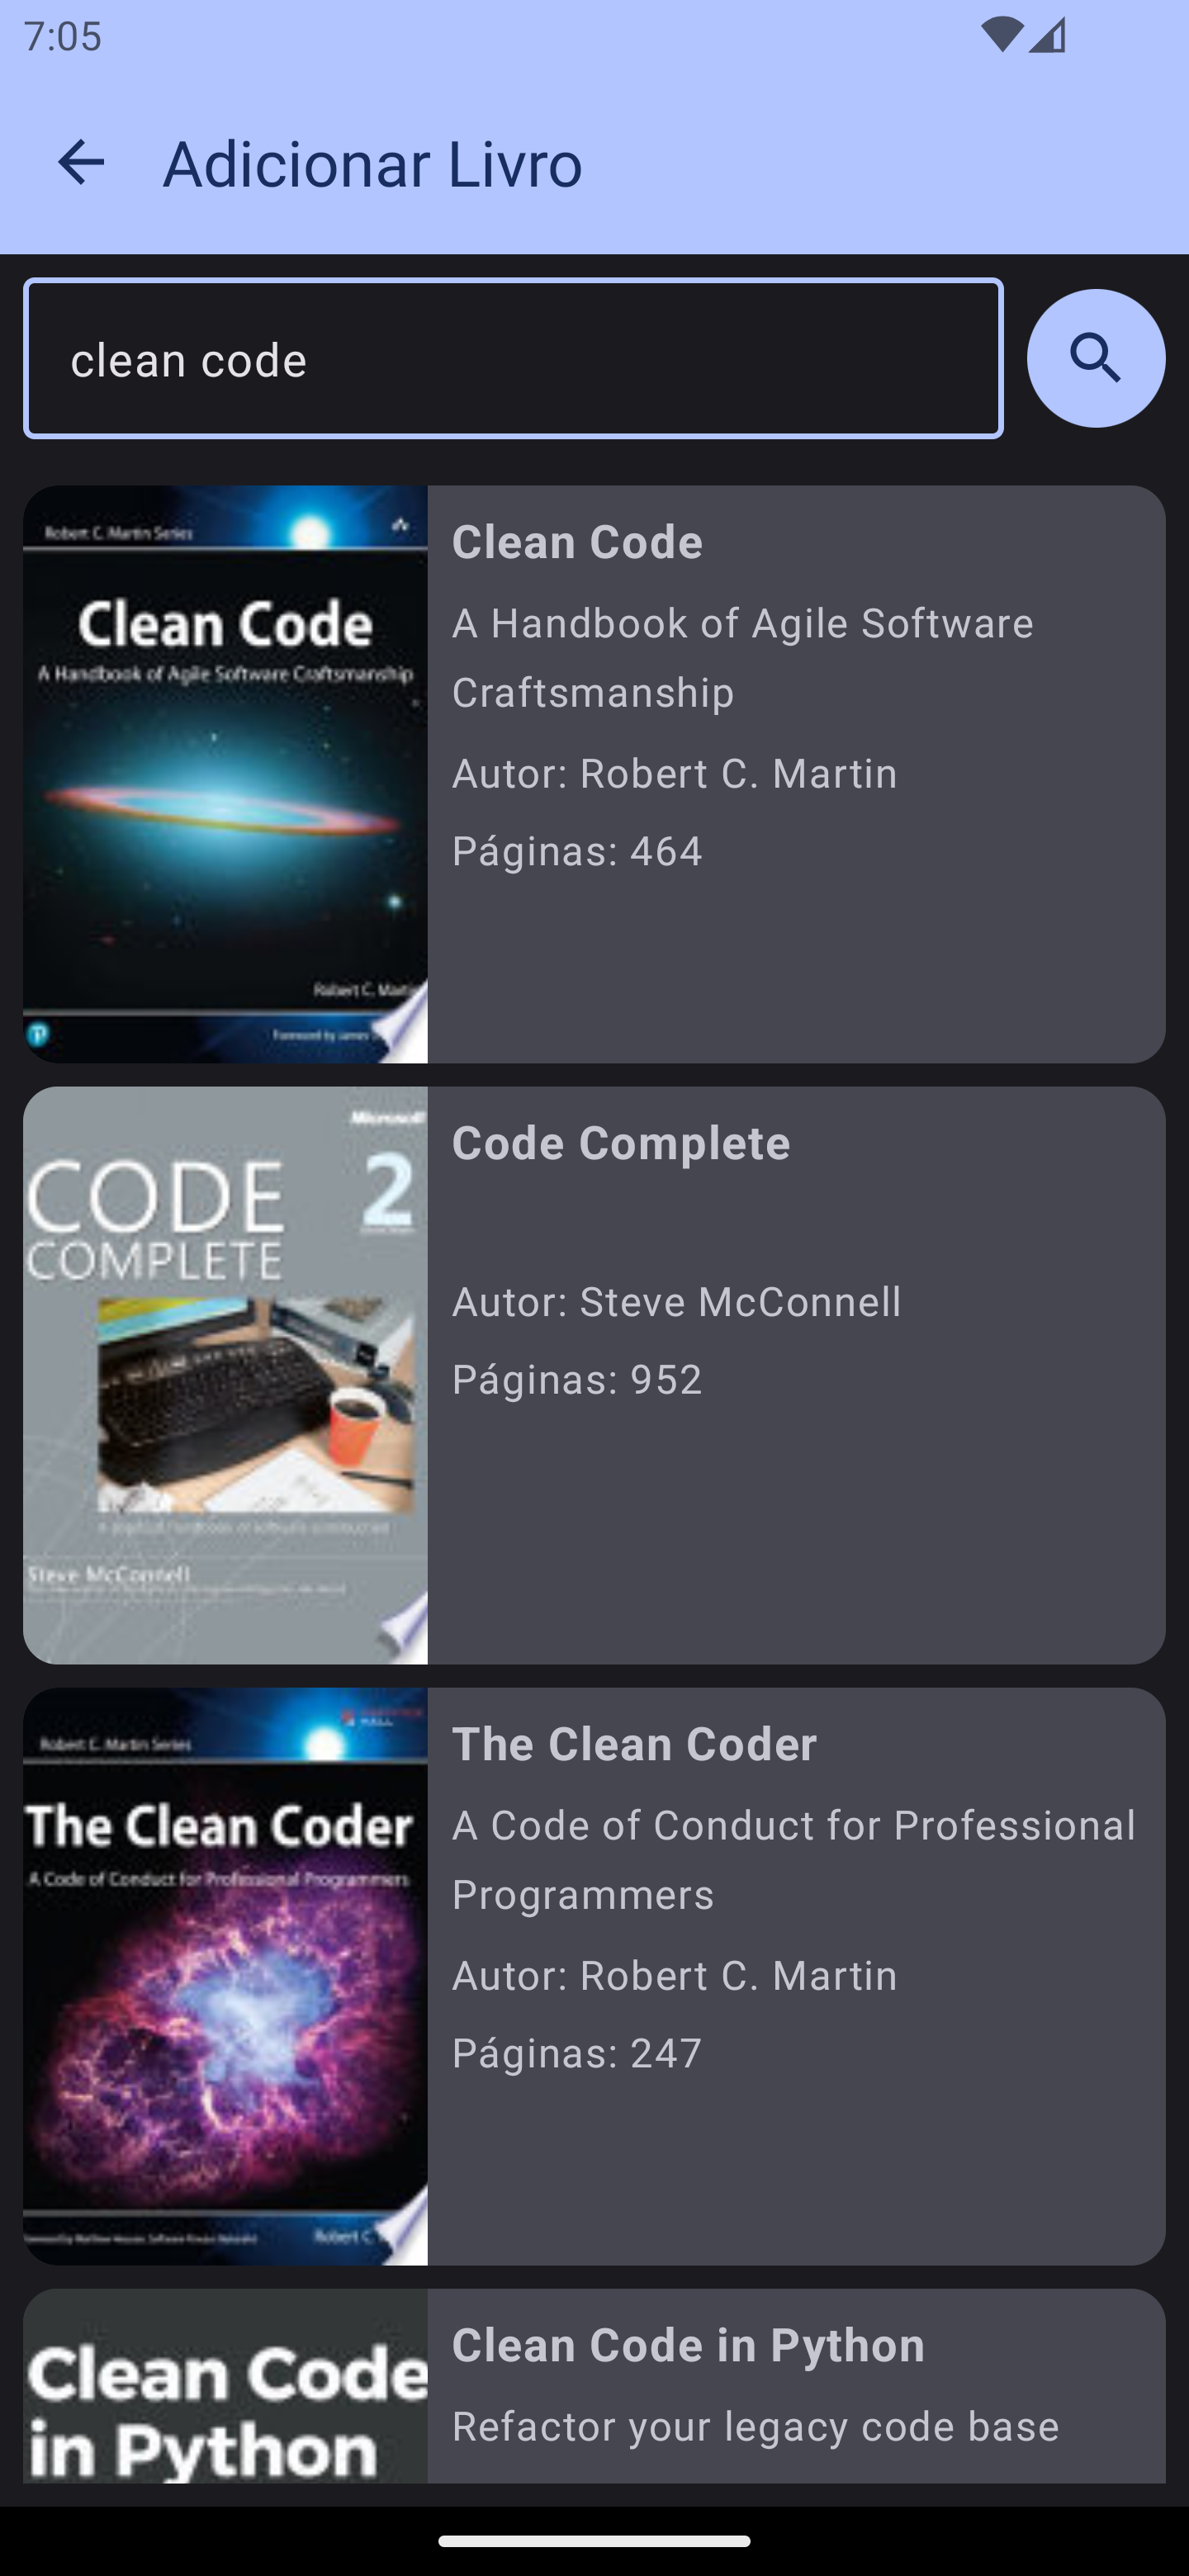 7:05
Adicionar Livro
clean code
Robert C. Martin Series
Clean Code
A Handbook of Agile Software Craftsmanship
Robert C. Martin
Foreword by James
Clean Code
A Handbook of Agile Software
Craftsmanship
Autor: Robert C. Martin
Páginas: 464
Microsoft
CODE 2
COMPLETE
Steve McConnell
Code Complete
Autor: Steve McConnell
Páginas: 952
Robert C. Martin Series
The Clean Coder
A Code of Conduct for Professional Programmers
Robert C.
The Clean Coder
A Code of Conduct for Professional
Programmers
Autor: Robert C. Martin
Páginas: 247
Clean Code
in Python
Clean Code in Python
Refactor your legacy code base